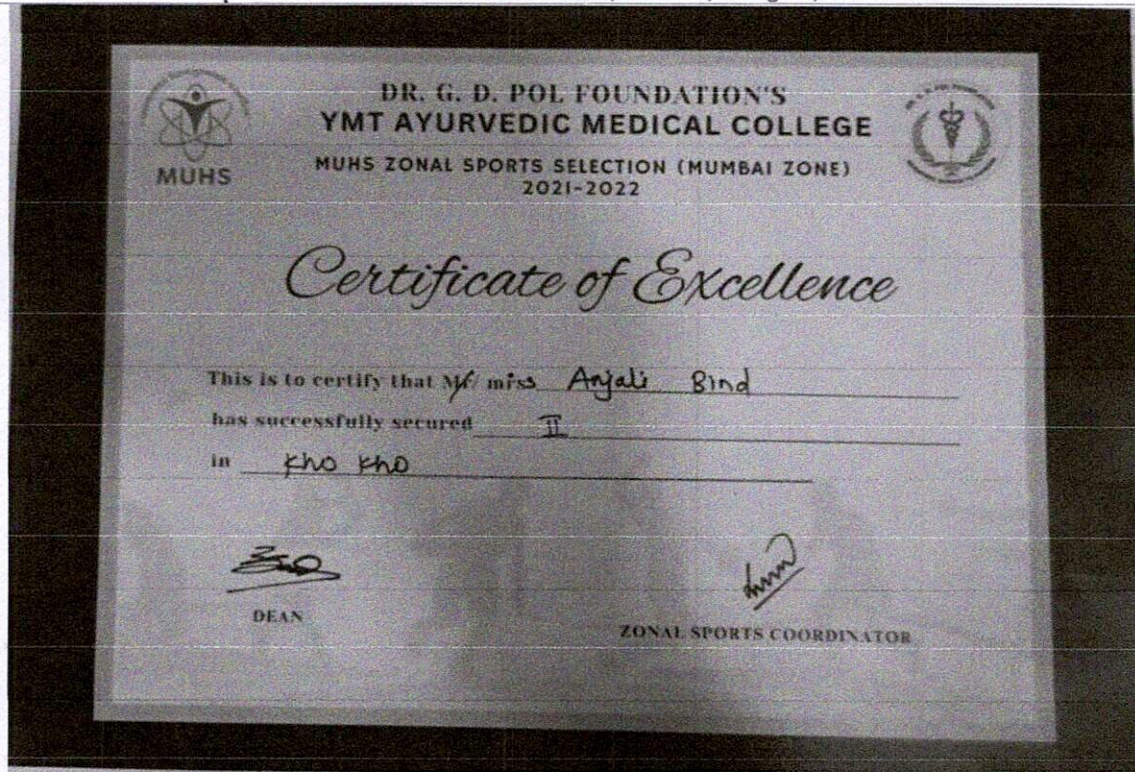 MUHS
DR. G. D. POL FOUNDATION'S
YMT AYURVEDIC MEDICAL COLLEGE
MUHS ZONAL SPORTS SELECTION (MUMBAI ZONE)
2021-2022
Certificate of Excellence
This is to certify that Mr/ miss Anjali Bind
has successfully secured II
in Kho Kho
DEAN
ZONAL SPORTS COORDINATOR